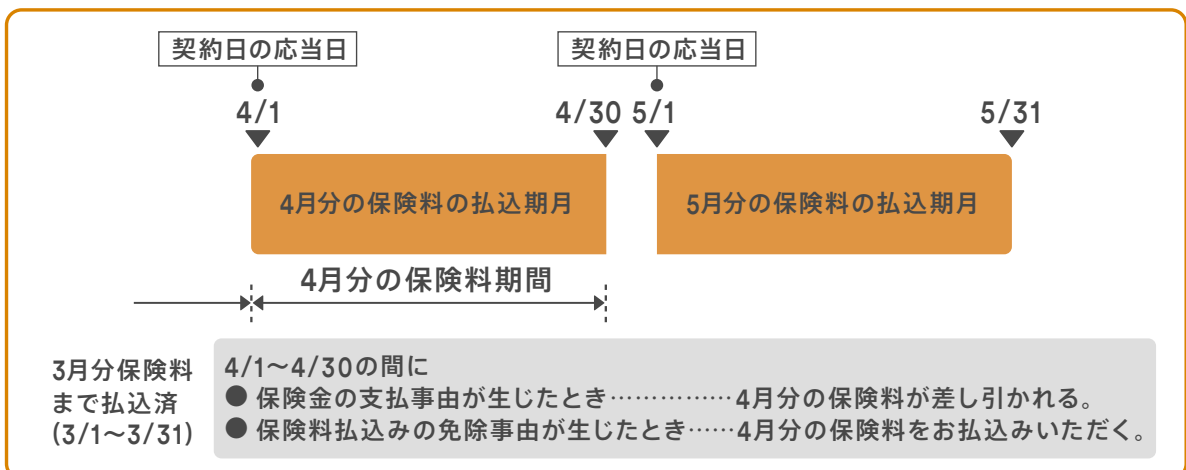 契約日の応当日
契約日の応当日
4/1
4/30
5/1
5/31
4月分の保険料の払込期月
5月分の保険料の払込期月
4月分の保険料期間
3月分保険料
まで払込済
(3/1〜3/31)
4/1〜4/30の間に
● 保険金の支払事由が生じたとき……………4月分の保険料が差し引かれる。
● 保険料払込みの免除事由が生じたとき……4月分の保険料をお払込みいただく。